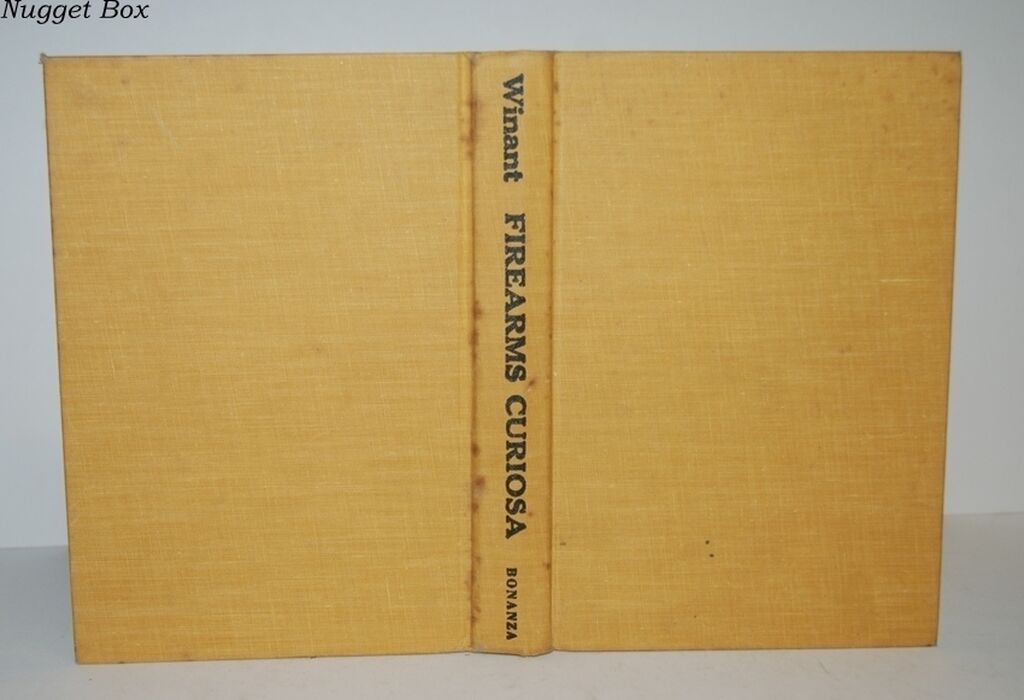 Nugget Box
Winant FIREARMS CURIOSA BONANZA